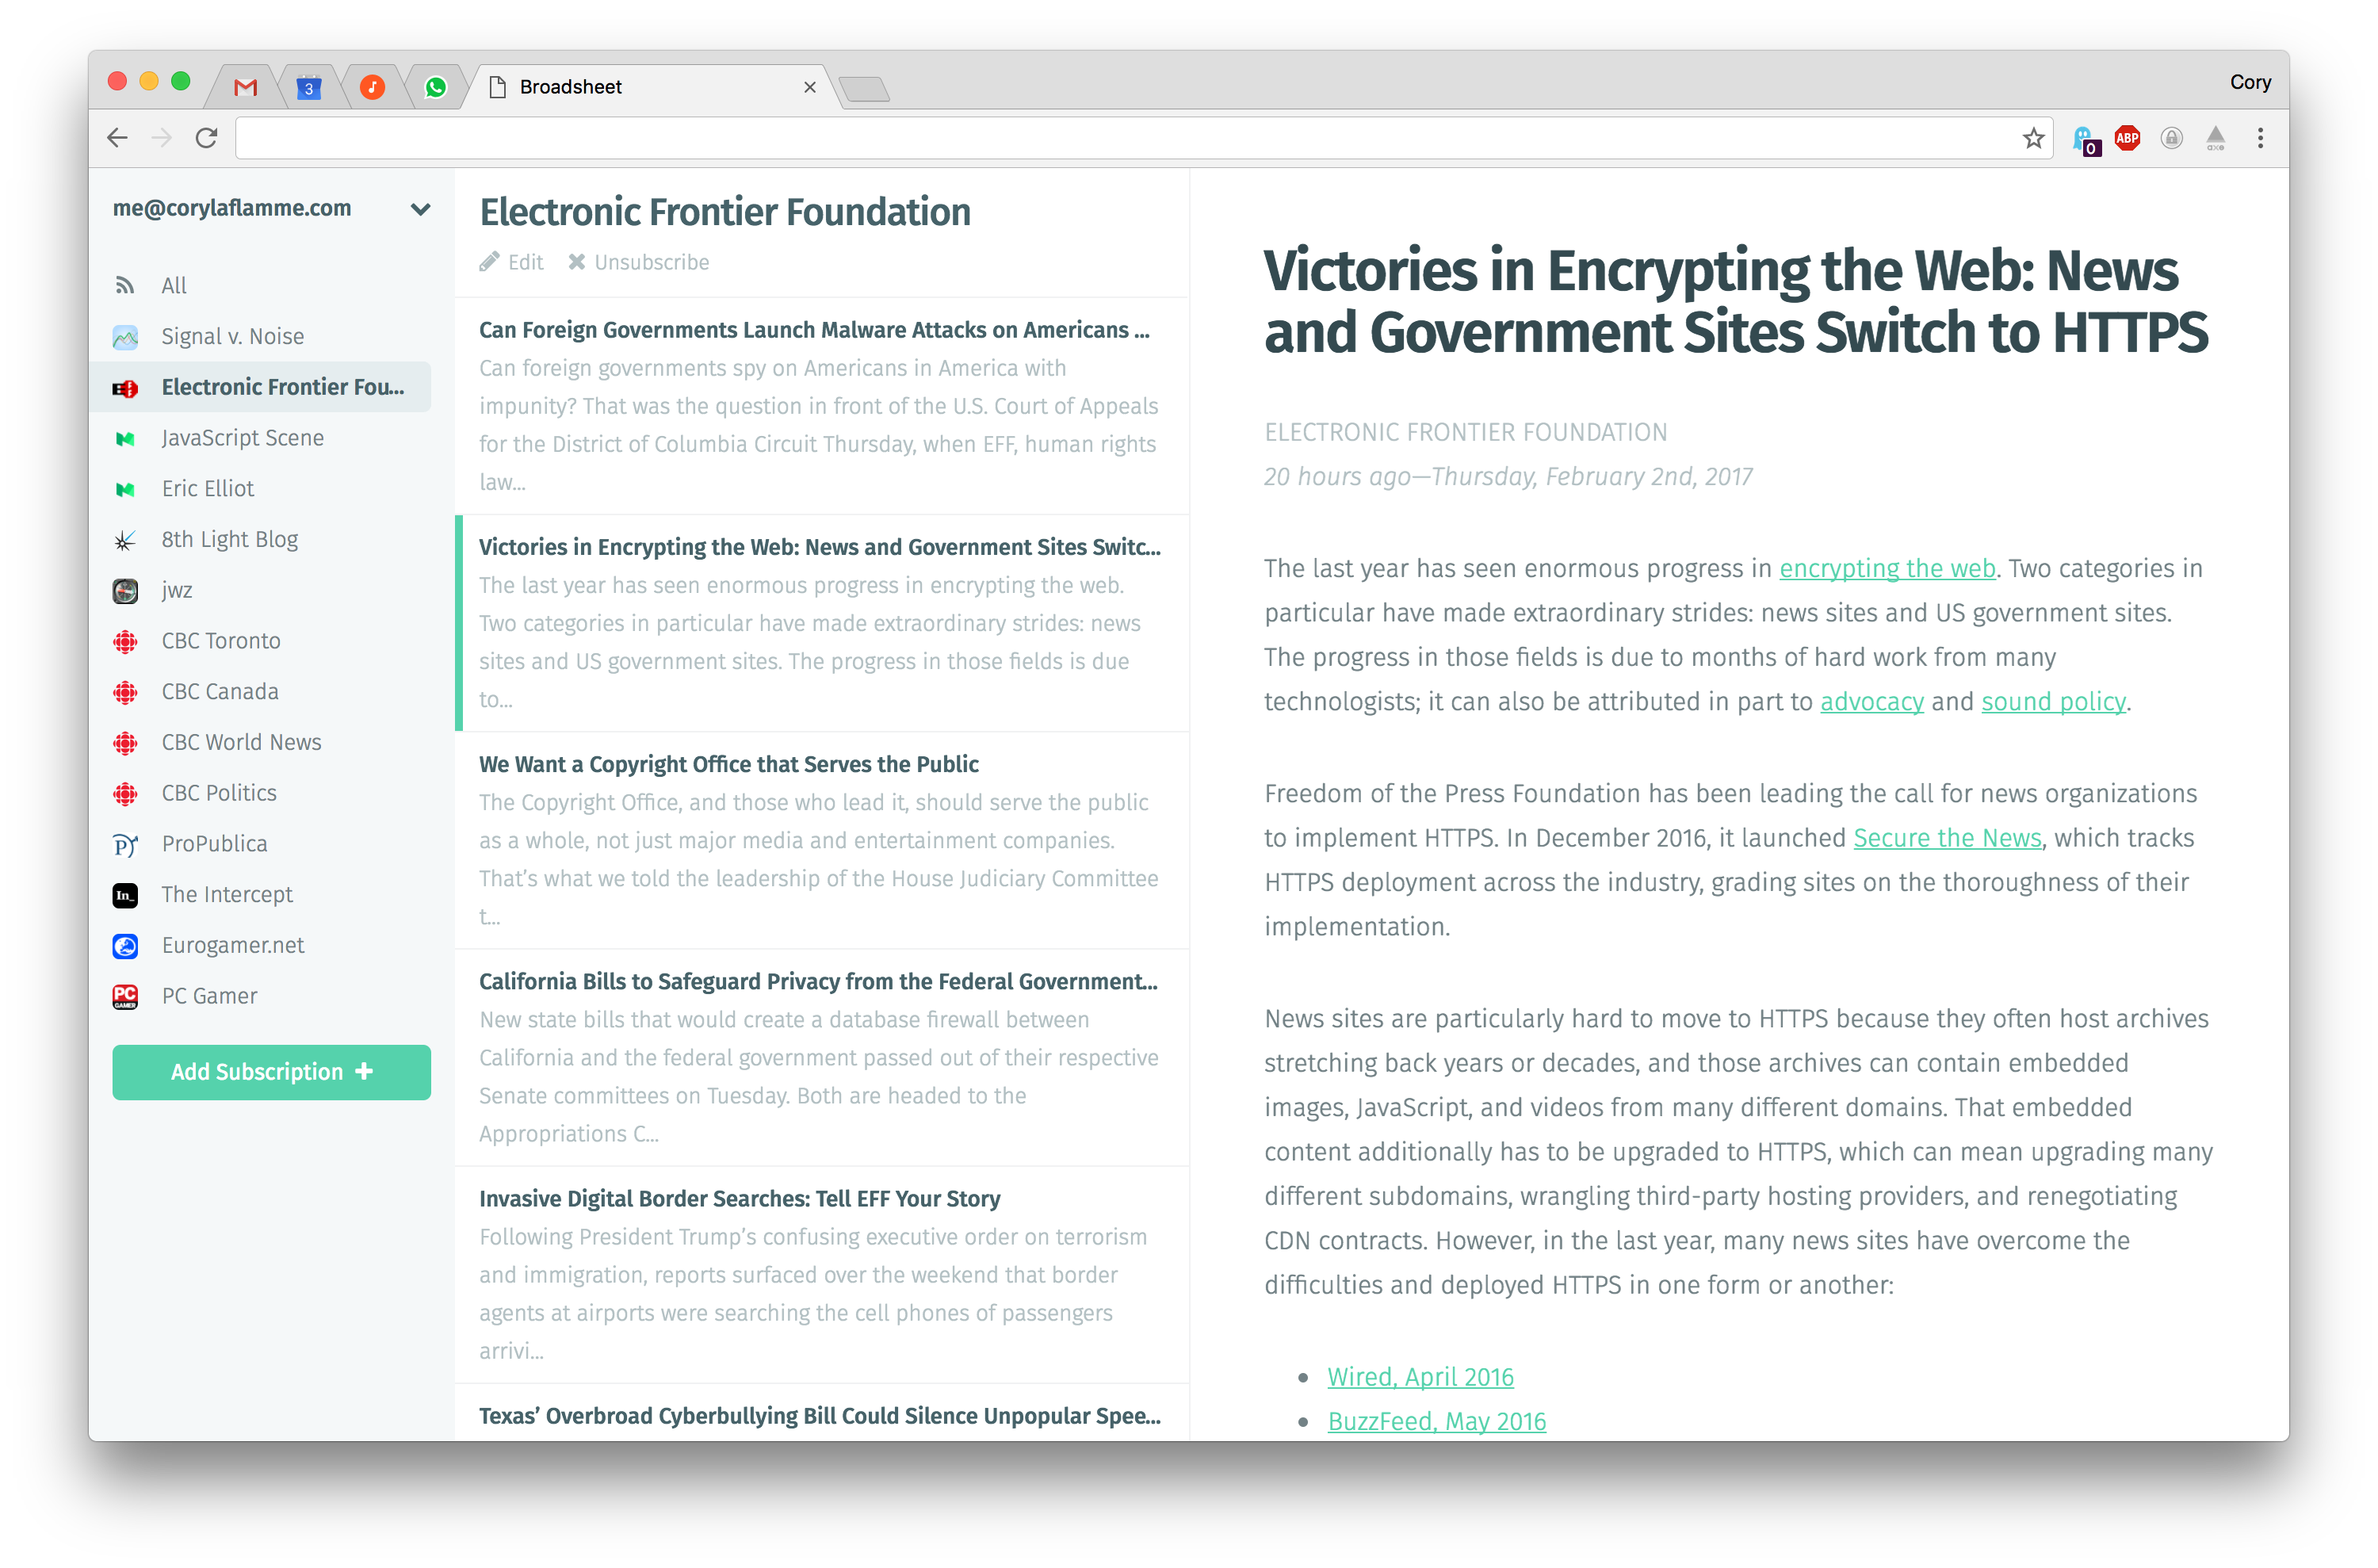 3
Broadsheet
Cory
0
ABP
axe
me@corylaflamme.com
All
Signal v. Noise
Electronic Frontier Fou...
JavaScript Scene
Eric Elliot
8th Light Blog
jwz
CBC Toronto
CBC Canada
CBC World News
CBC Politics
ProPublica
In_ The Intercept
Eurogamer.net
PC GAMER PC Gamer
Add Subscription
Electronic Frontier Foundation
Edit Unsubscribe
Can Foreign Governments Launch Malware Attacks on Americans ...
Can foreign governments spy on Americans in America with
impunity? That was the question in front of the U.S. Court of Appeals
for the District of Columbia Circuit Thursday, when EFF, human rights
law...
Victories in Encrypting the Web: News and Government Sites Switc...
The last year has seen enormous progress in encrypting the web.
Two categories in particular have made extraordinary strides: news
sites and US government sites. The progress in those fields is due
to...
We Want a Copyright Office that Serves the Public
The Copyright Office, and those who lead it, should serve the public
as a whole, not just major media and entertainment companies.
That’s what we told the leadership of the House Judiciary Committee
t...
California Bills to Safeguard Privacy from the Federal Government...
New state bills that would create a database firewall between
California and the federal government passed out of their respective
Senate committees on Tuesday. Both are headed to the
Appropriations C...
Invasive Digital Border Searches: Tell EFF Your Story
Following President Trump’s confusing executive order on terrorism
and immigration, reports surfaced over the weekend that border
agents at airports were searching the cell phones of passengers
arrivi...
Texas’ Overbroad Cyberbullying Bill Could Silence Unpopular Spee...
Victories in Encrypting the Web: News
and Government Sites Switch to HTTPS
ELECTRONIC FRONTIER FOUNDATION
20 hours ago—Thursday, February 2nd, 2017
The last year has seen enormous progress in encrypting the web. Two categories in
particular have made extraordinary strides: news sites and US government sites.
The progress in those fields is due to months of hard work from many
technologists; it can also be attributed in part to advocacy and sound policy.
Freedom of the Press Foundation has been leading the call for news organizations
to implement HTTPS. In December 2016, it launched Secure the News, which tracks
HTTPS deployment across the industry, grading sites on the thoroughness of their
implementation.
News sites are particularly hard to move to HTTPS because they often host archives
stretching back years or decades, and those archives can contain embedded
images, JavaScript, and videos from many different domains. That embedded
content additionally has to be upgraded to HTTPS, which can mean upgrading many
different subdomains, wrangling third-party hosting providers, and renegotiating
CDN contracts. However, in the last year, many news sites have overcome the
difficulties and deployed HTTPS in one form or another:
Wired, April 2016
BuzzFeed, May 2016